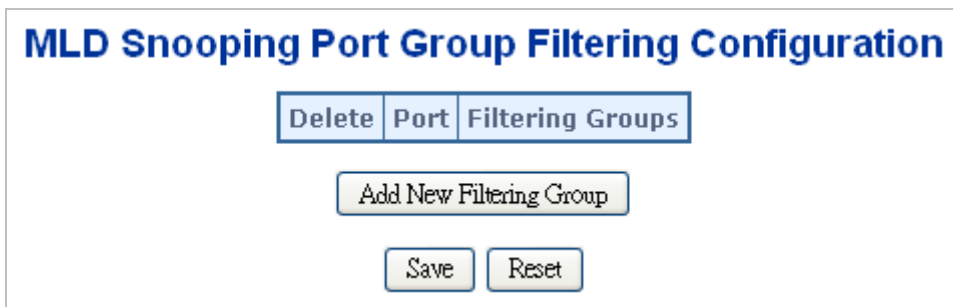 MLD Snooping Port Group Filtering Configuration
Delete Port Filtering Groups
Add New Filtering Group
Save Reset